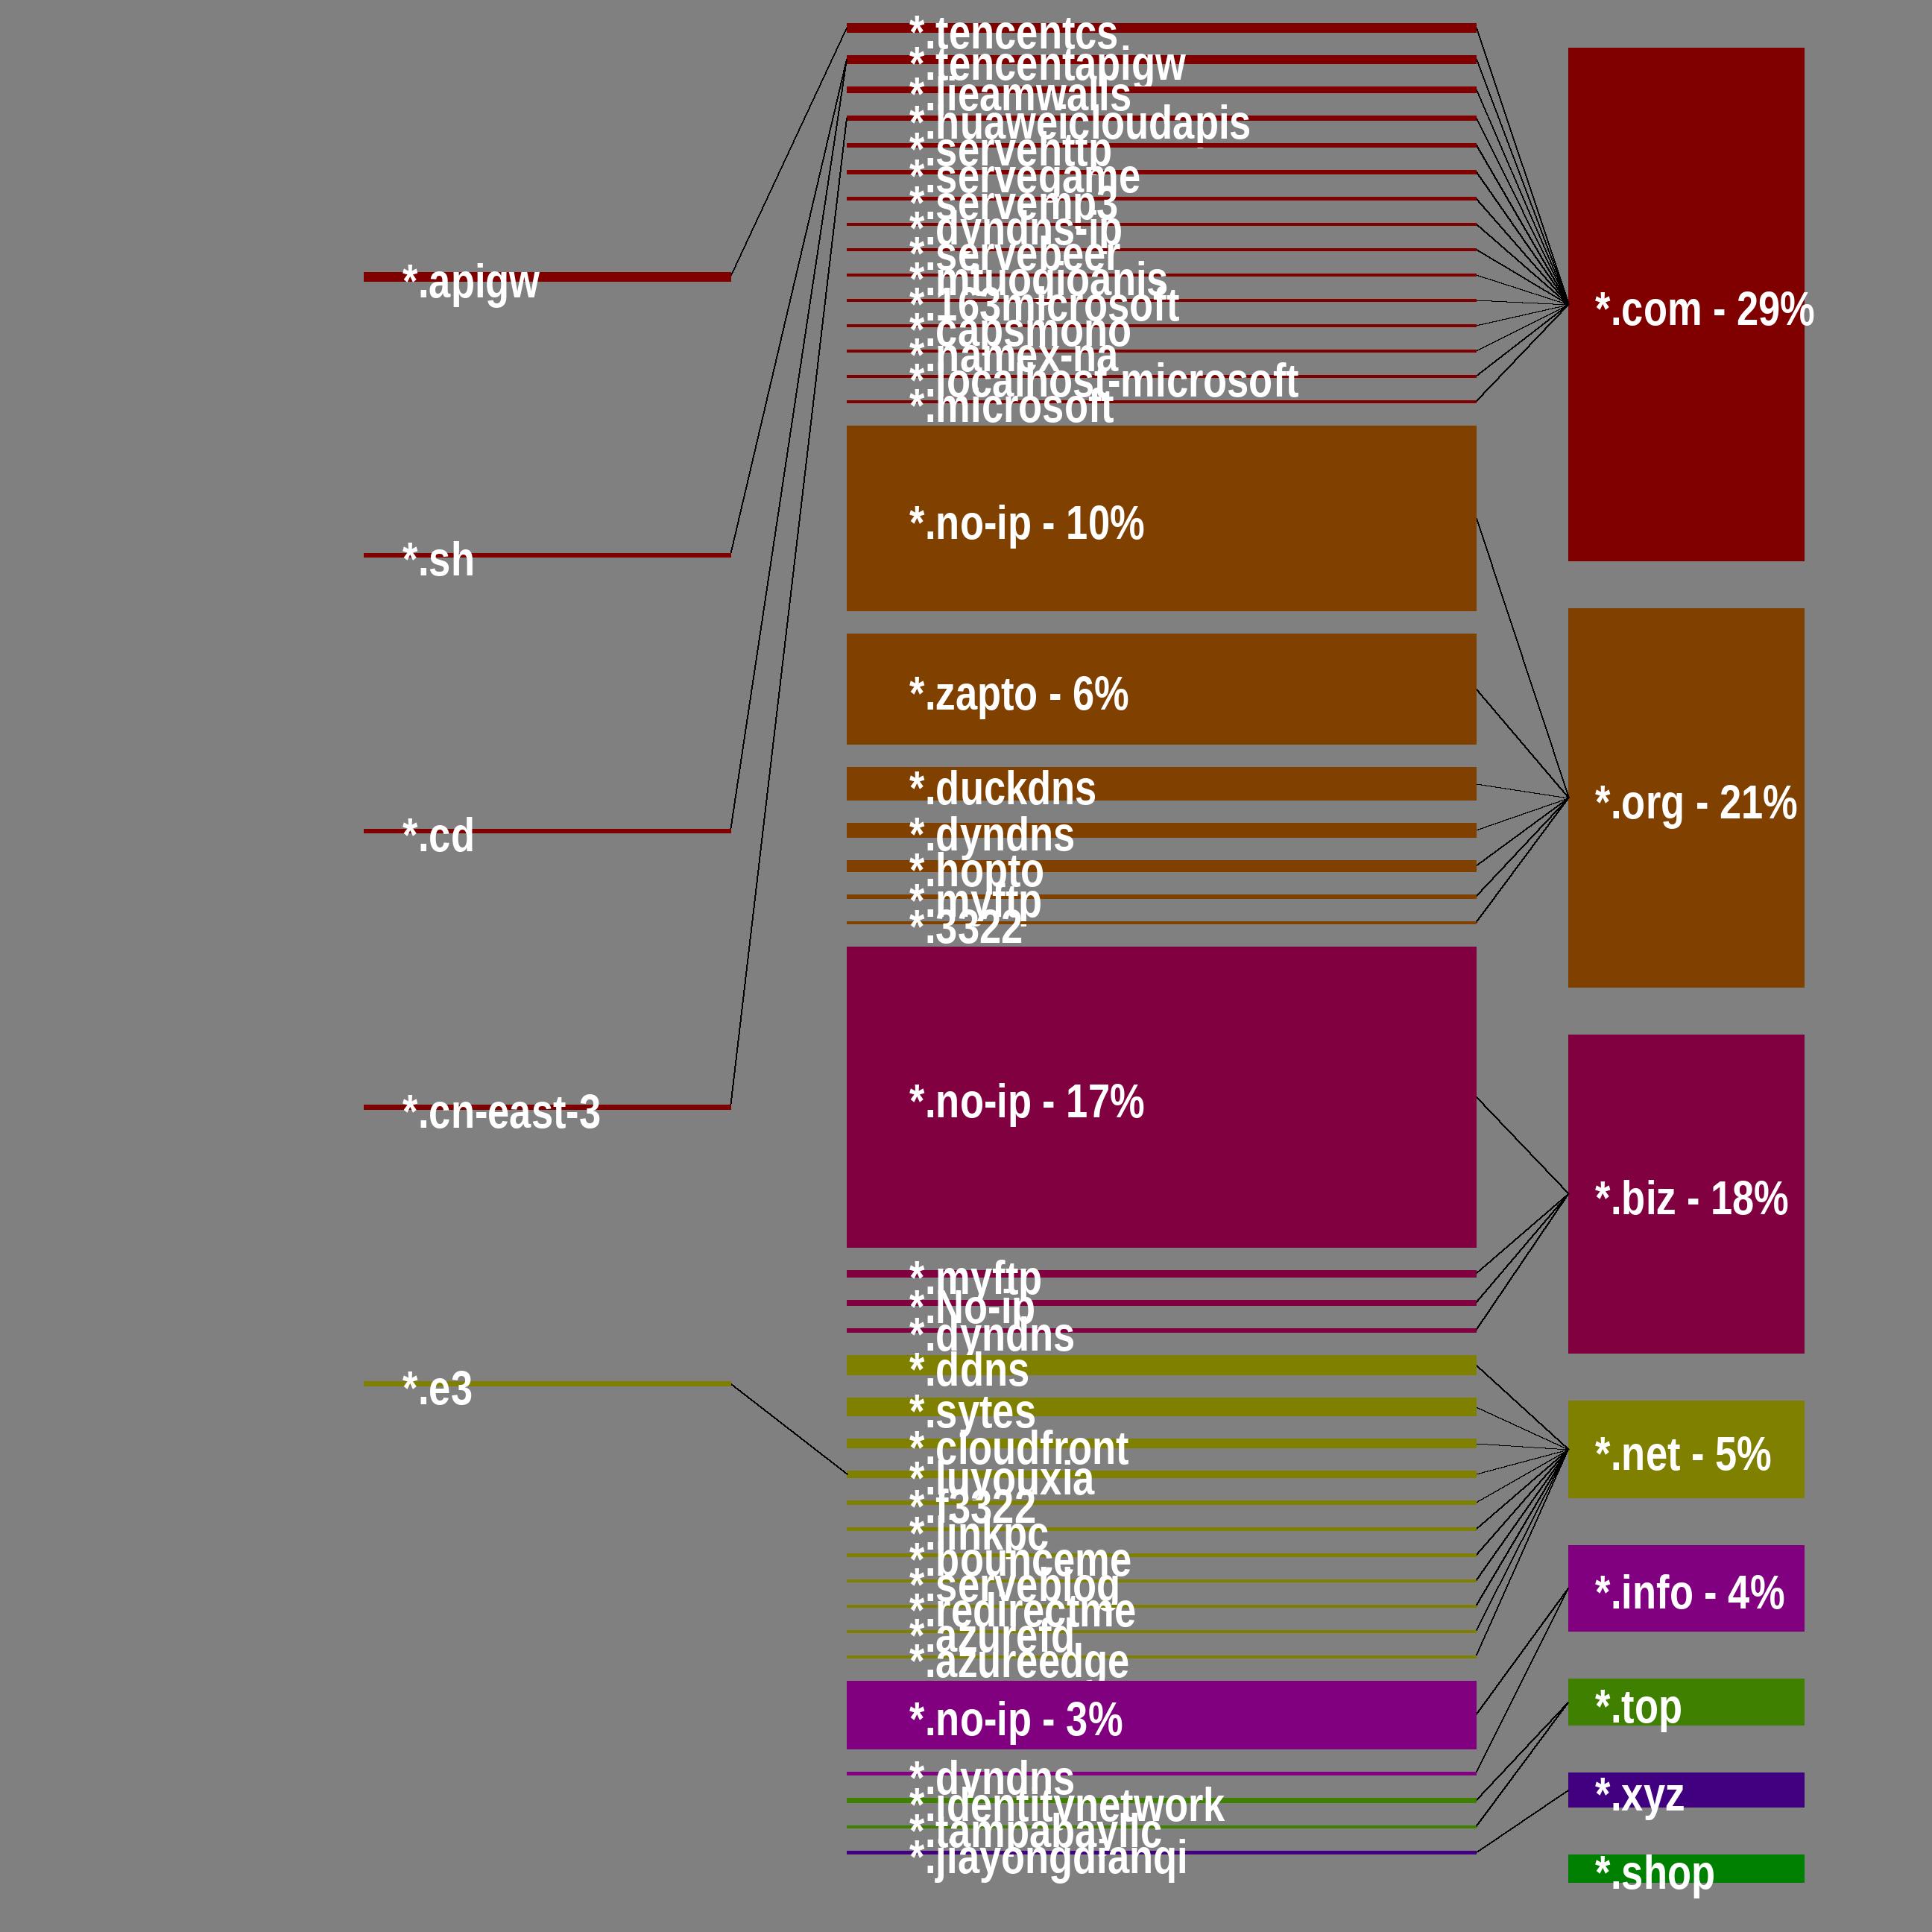 *.apigw
*.sh
*.cd
*.cn-east-3
*.e3
*.tencentcs
*.tencentapigw
*.huaweicloudapis
*.servehttp
*.servegame
*.servemp3
*.dyndns-ip
*.servebeer
*.163microsoft
*.capsmono
*.namex-na
*.localhost-microsoft
*.microsoft
*.no-ip - 10%
*.zapto - 6%
*.duckdns
*.dyndns
*.hopto
*.myftp
*.3322
*.no-ip - 17%
*.myftp
*.No-ip
*.dyndns
*.ddns
*.sytes
*.cloudfront
*.luyouxia
*.f3322
*.linkpc
*.bounceme
*.serveblog
*.redirectme
*.azurefd
*.azureedge
*.no-ip - 3%
*.dyndns
*.identitynetwork
*.tampabayllc
*.jiayongdianqi
*.com - 29%
*.org - 21%
*.biz - 18%
*.net - 5%
*.info - 4%
*.top
*.xyz
*.shop